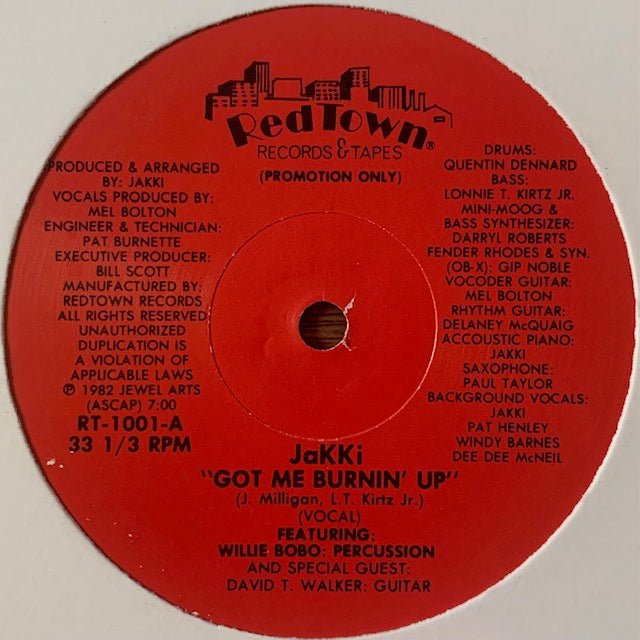 RedTown®
RECORDS & TAPES
(PROMOTION ONLY)
PRODUCED & ARRANGED
BY: JAKKI
VOCALS PRODUCED BY:
MEL BOLTON
ENGINEER & TECHNICIAN:
PAT BURNETTE
EXECUTIVE PRODUCER:
BILL SCOTT
MANUFACTURED BY:
REDTOWN RECORDS
ALL RIGHTS RESERVED
UNAUTHORIZED
DUPLICATION IS
A VIOLATION OF
APPLICABLE LAWS
℗ 1982 JEWEL ARTS
(ASCAP) 7:00
RT-1001-A
33 1/3 RPM
DRUMS:
QUENTIN DENNARD
BASS:
LONNIE T. KIRTZ JR.
MINI-MOOG &
BASS SYNTHESIZER:
DARRYL ROBERTS
FENDER RHODES & SYN.
(OB-X): GIP NOBLE
VOCODER GUITAR:
MEL BOLTON
RHYTHM GUITAR:
DELANEY McQUAIG
ACCOUSTIC PIANO:
JAKKI
SAXOPHONE:
PAUL TAYLOR
BACKGROUND VOCALS:
JAKKI
PAT HENLEY
WINDY BARNES
DEE DEE McNEIL
JaKKi
"GOT ME BURNIN' UP"
(J. Milligan, L.T. Kirtz Jr.)
(VOCAL)
FEATURING:
WILLIE BOBO: PERCUSSION
AND SPECIAL GUEST:
DAVID T. WALKER: GUITAR